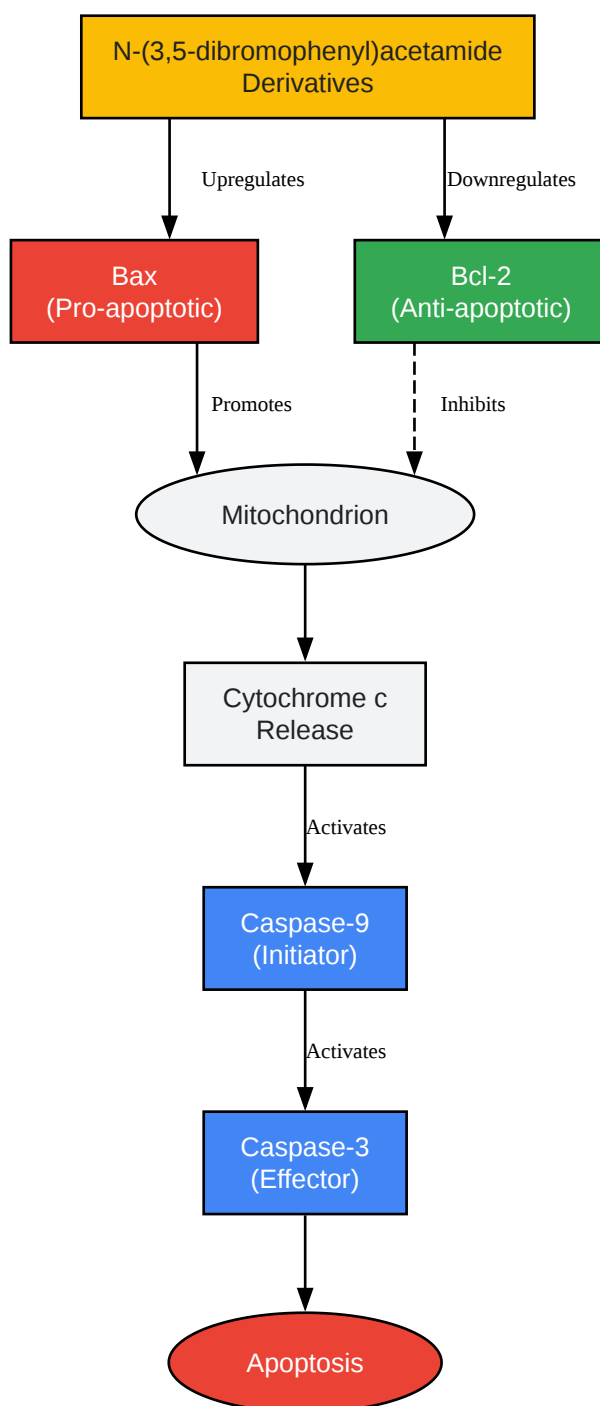 N-(3,5-dibromophenyl)acetamide
Derivatives
Upregulates
Downregulates
Bax
(Pro-apoptotic)
Bcl-2
(Anti-apoptotic)
Promotes
Inhibits
Mitochondrion
Cytochrome c
Release
Activates
Caspase-9
(Initiator)
Activates
Caspase-3
(Effector)
Apoptosis